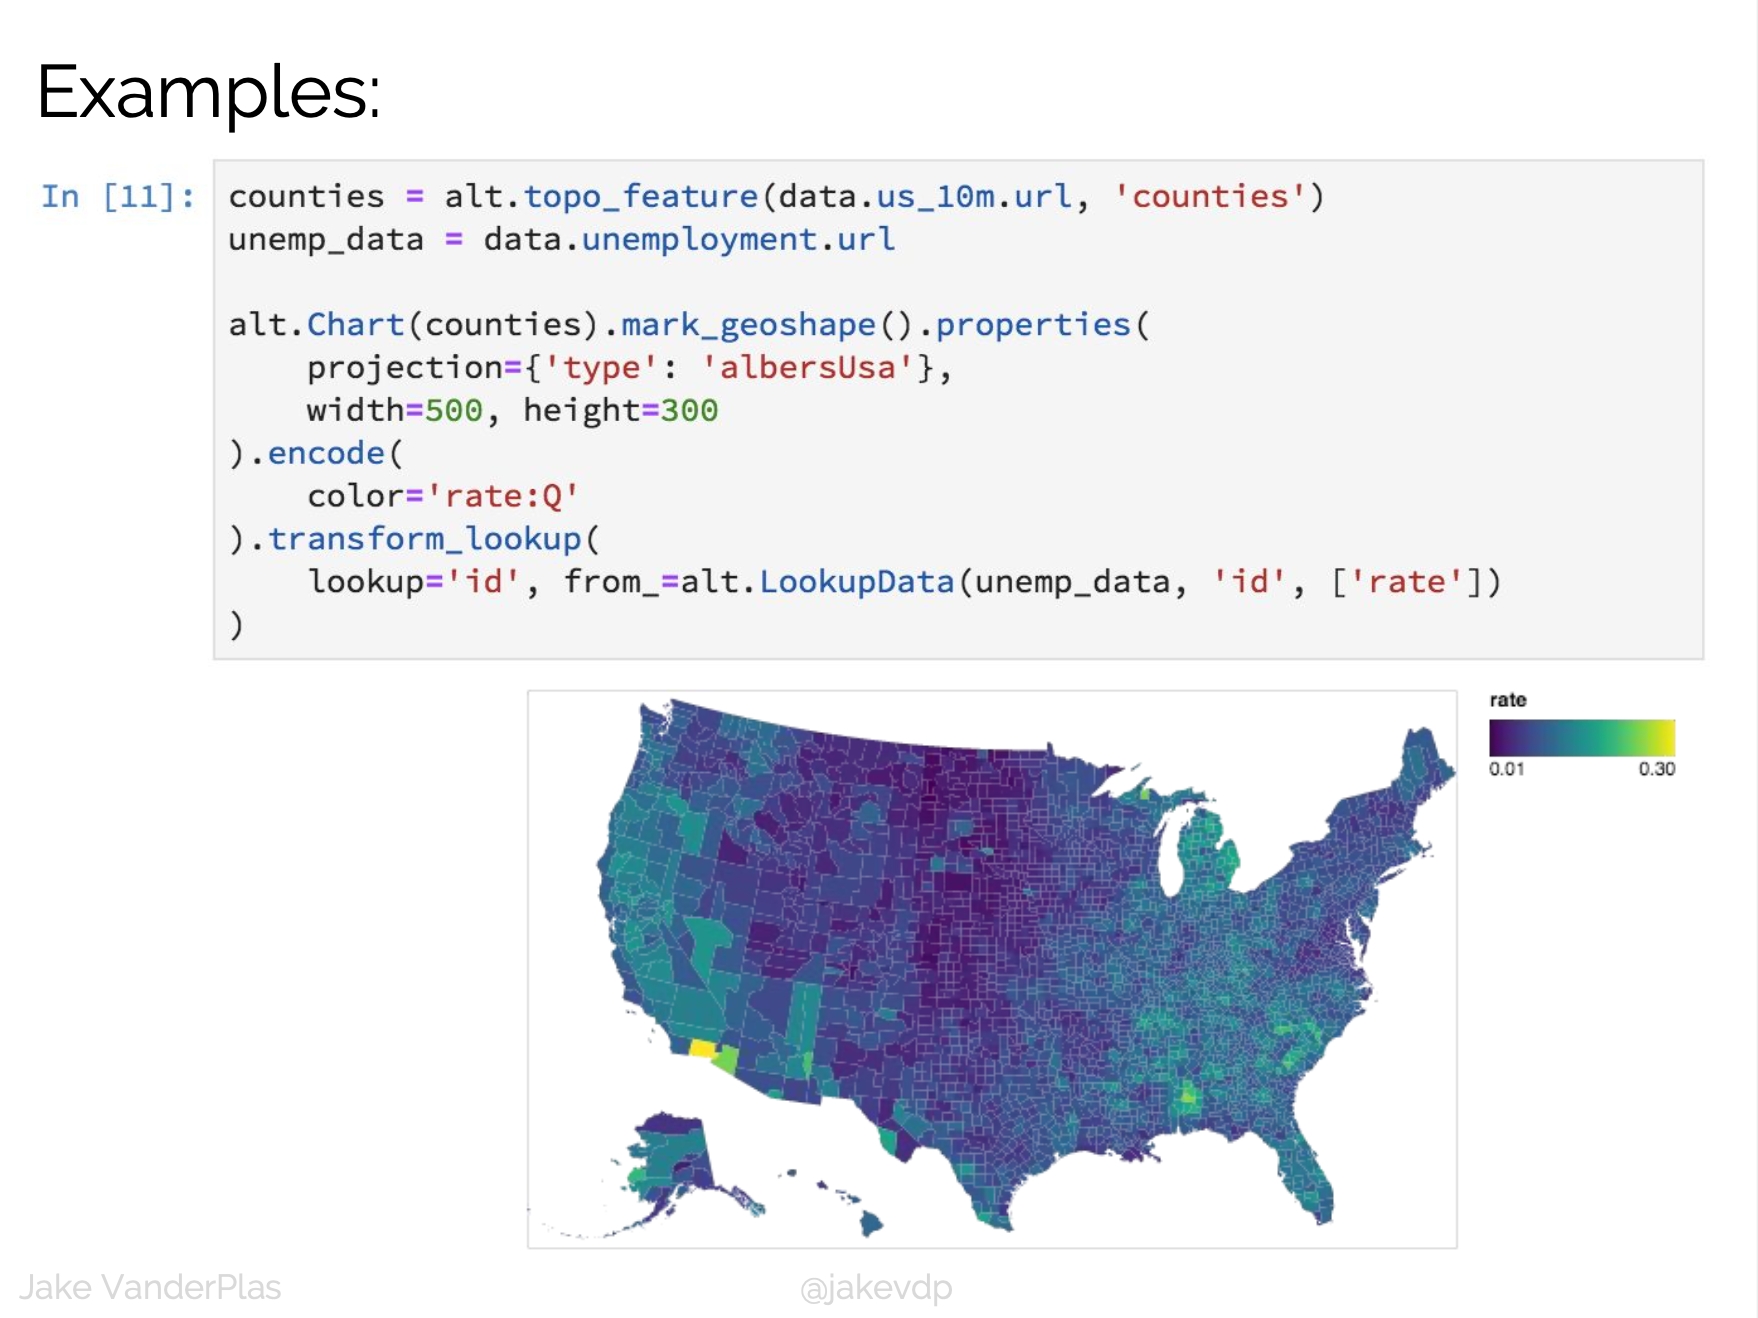 Examples:
In [11]:
counties = alt.topo_feature(data.us_10m.url, 'counties')
unemp_data = data.unemployment.url
alt.Chart(counties).mark_geoshape().properties(
    projection={'type': 'albersUsa'},
    width=500, height=300
).encode(
    color='rate:Q'
).transform_lookup(
    lookup='id', from_=alt.LookupData(unemp_data, 'id', ['rate'])
)
rate
0.01 0.30
Jake VanderPlas
@jakevdp